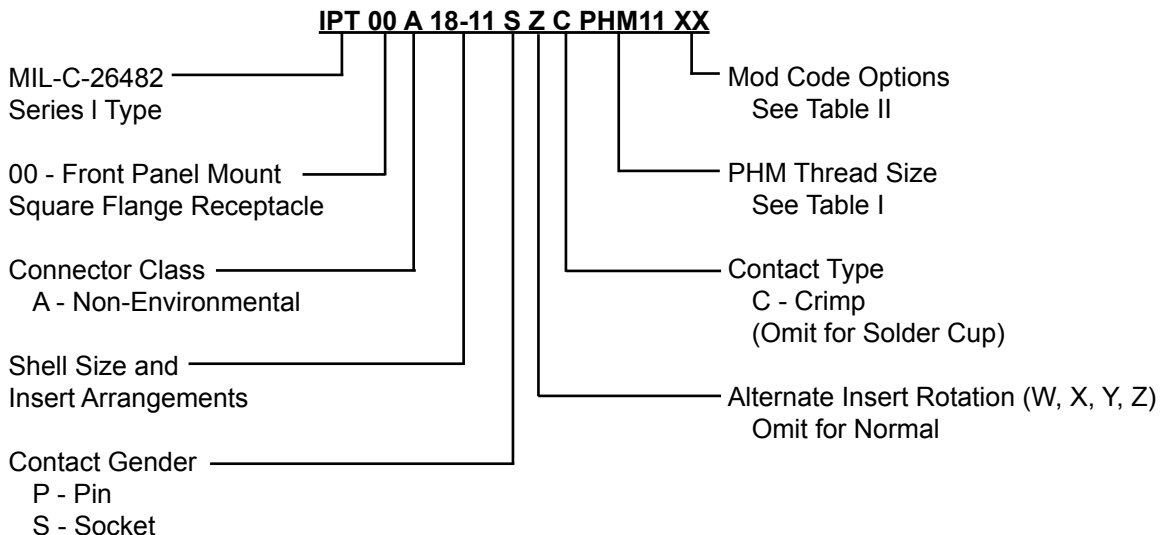 IPT 00 A 18-11 S Z C PHM11 XX
MIL-C-26482
Series I Type
00 - Front Panel Mount
Square Flange Receptacle
Connector Class
A - Non-Environmental
Shell Size and
Insert Arrangements
Contact Gender
P - Pin
S - Socket
Mod Code Options
See Table II
PHM Thread Size
See Table I
Contact Type
C - Crimp
(Omit for Solder Cup)
Alternate Insert Rotation (W, X, Y, Z)
Omit for Normal